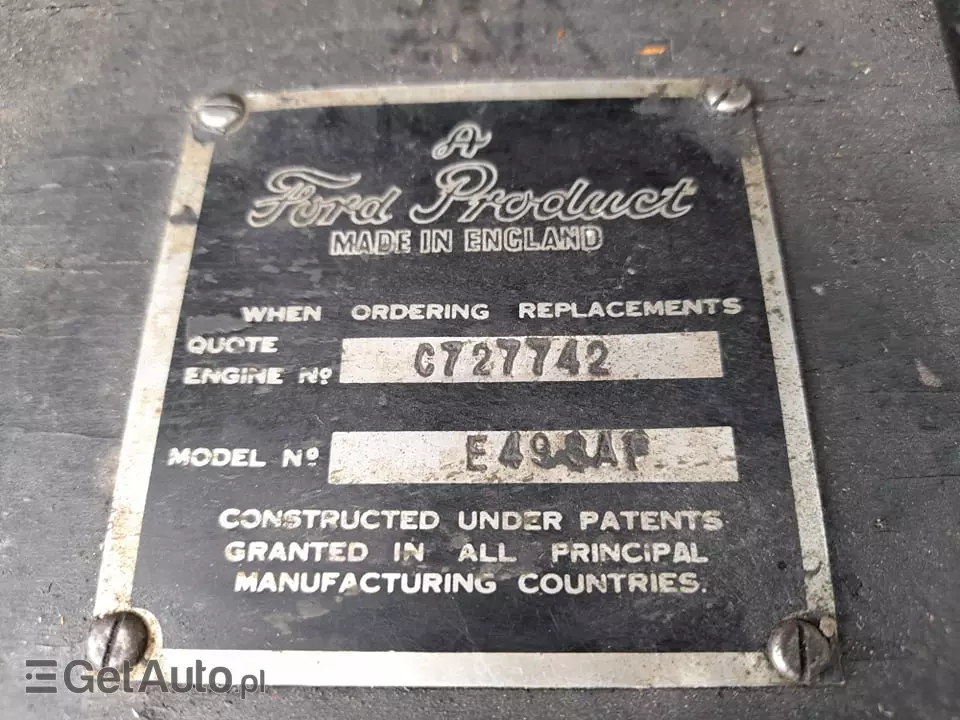 A
Ford Product
MADE IN ENGLAND
WHEN ORDERING REPLACEMENTS
QUOTE
ENGINE Nº C727742
MODEL Nº E493AF
CONSTRUCTED UNDER PATENTS
GRANTED IN ALL PRINCIPAL
MANUFACTURING COUNTRIES.
GetAuto.pl